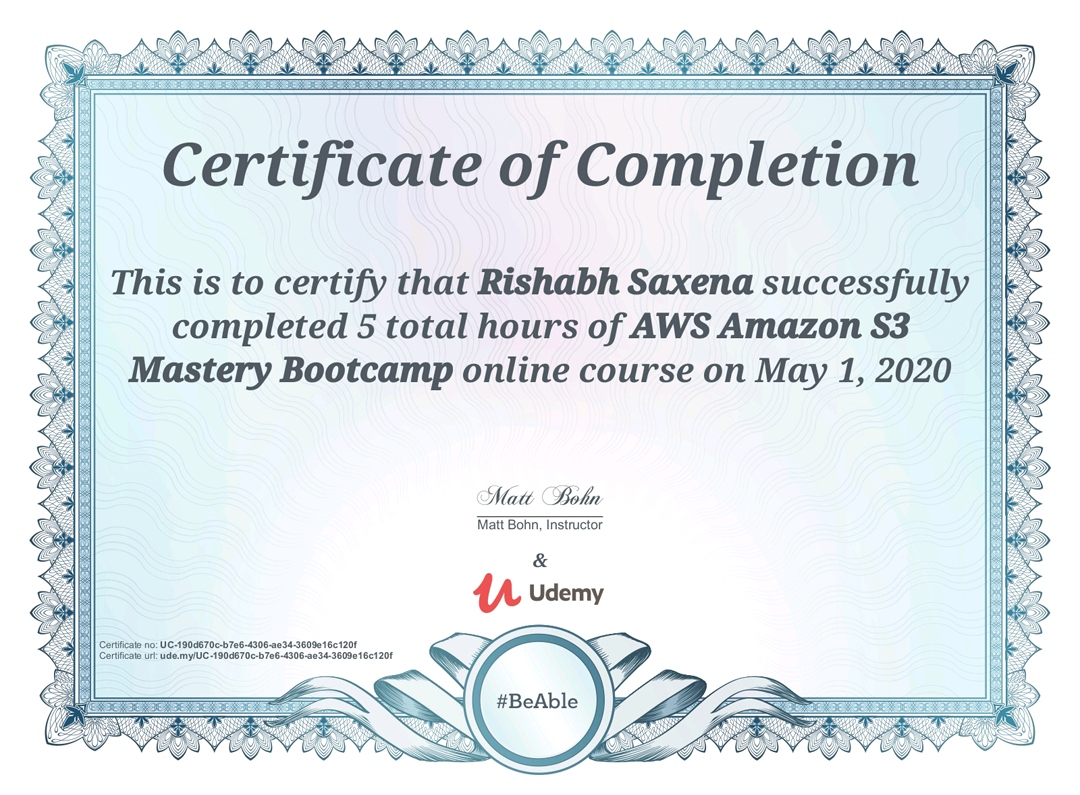 Certificate of Completion
This is to certify that Rishabh Saxena successfully
completed 5 total hours of AWS Amazon S3
Mastery Bootcamp online course on May 1, 2020
Matt Bohn
Matt Bohn, Instructor
&
Udemy
Certificate no: UC-190d670c-b7e6-4306-ae34-3609e16c120f
Certificate url: ude.my/UC-190d670c-b7e6-4306-ae34-3609e16c120f
#BeAble